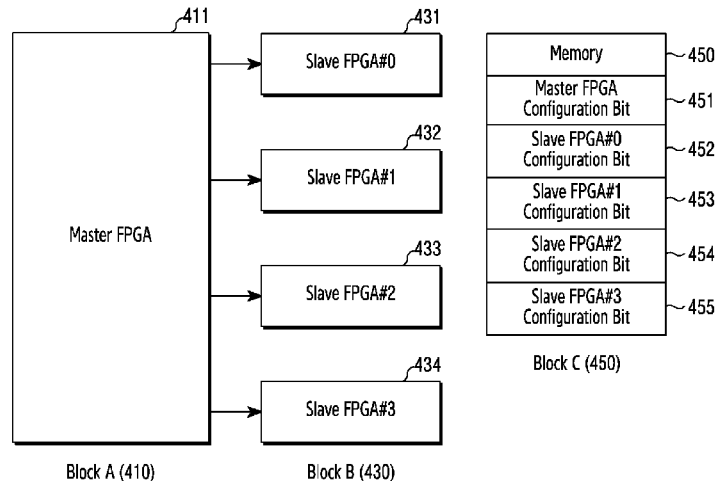 411
Master FPGA
Block A (410)
431
Slave FPGA#0
432
Slave FPGA#1
433
Slave FPGA#2
434
Slave FPGA#3
Block B (430)
Memory
450
Master FPGA
Configuration Bit
451
Slave FPGA#0
Configuration Bit
452
Slave FPGA#1
Configuration Bit
453
Slave FPGA#2
Configuration Bit
454
Slave FPGA#3
Configuration Bit
455
Block C (450)